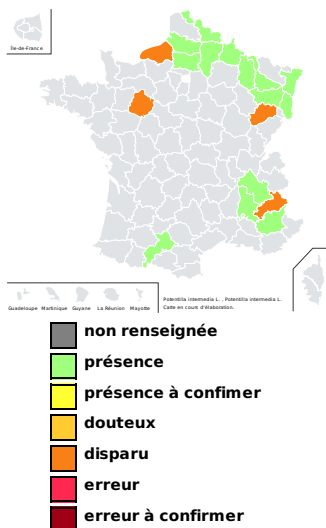 Île-de-France
Guadeloupe Martinique Guyane La Réunion Mayotte
Potentilla intermedia L. , Potentilla intermedia L.
Carte en cours d'élaboration.
non renseignée
présence
présence à confimer
douteux
disparu
erreur
erreur à confirmer